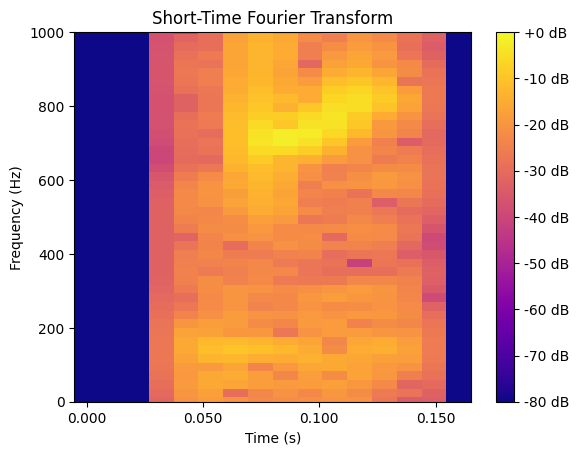 Short-Time Fourier Transform
1000
800
600
400
200
0
Frequency (Hz)
0.000
0.050
0.100
0.150
Time (s)
+0 dB
-10 dB
-20 dB
-30 dB
-40 dB
-50 dB
-60 dB
-70 dB
-80 dB